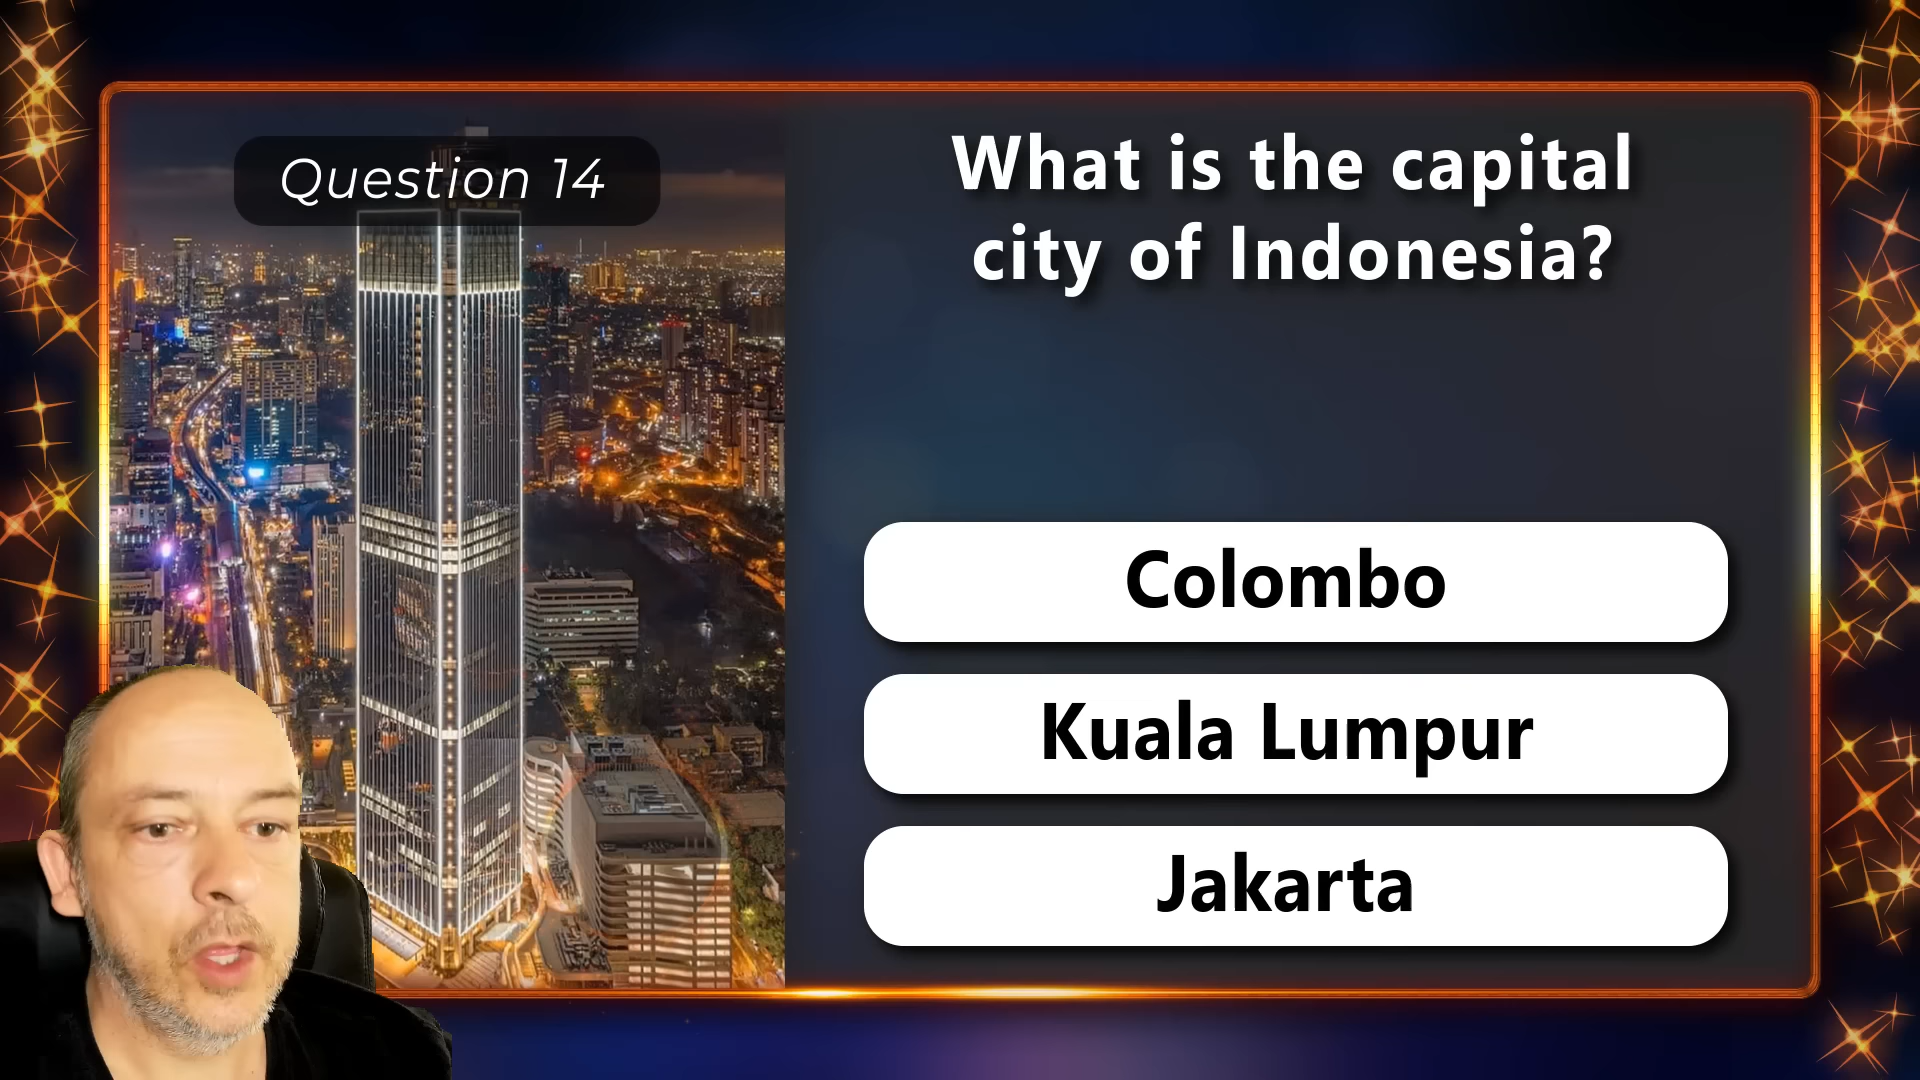 Question 14
What is the capital
city of Indonesia?
Colombo
Kuala Lumpur
Jakarta